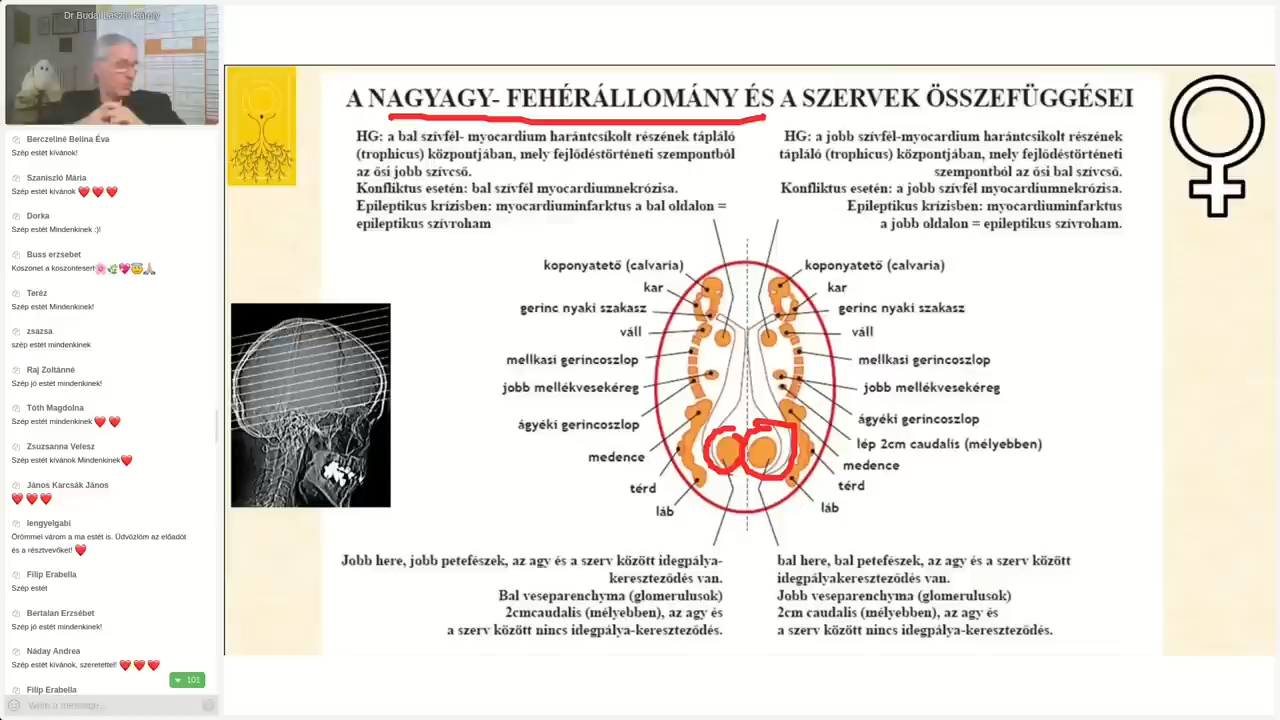 Dr Budai László Károly
Berczeliné Belina Éva
Szép estét kívánok!
Szaniszló Mária
Szép estét kívánok
Dorka
Szép estét Mindenkinek :)!
Buss erzsebet
Koszonet a koszontesert
Teréz
Szép estét Mindenkinek!
zsazsa
szép estét mindenkinek
Raj Zoltánné
Szép jó estét mindenkinek!
Tóth Magdolna
Szép estét mindenkinek
Zsuzsanna Velesz
Szép estét kívánok Mindenkinek
János Karcsák János
lengyelgabi
Örömmel várom a ma estét is. Üdvözlöm az előadót
és a résztvevőket!
Filip Erabella
Szép estét
Bertalan Erzsébet
Szép jó estét mindenkinek!
Náday Andrea
Szép estét kívánok, szeretettel!
101
Filip Erabella
Write a message...
A NAGYAGY- FEHÉRÁLLOMÁNY ÉS A SZERVEK ÖSSZEFÜGGÉSEI
HG: a bal szívfél- myocardium harántcsíkolt részének tápláló
(trophicus) központjában, mely fejlődéstörténeti szempontból
az ősi jobb szívcső.
Konfliktus esetén: bal szívfél myocardiumnekrózisa.
Epileptikus krízisben: myocardiuminfarktus a bal oldalon =
epileptikus szívroham
HG: a jobb szívfél-myocardium harántcsíkolt részének
tápláló (trophicus) központjában, mely fejlődéstörténeti
szempontból az ősi bal szívcső.
Konfliktus esetén: a jobb szívfél myocardiumnekrózisa.
Epileptikus krízisben: myocardiuminfarktus
a jobb oldalon = epileptikus szívroham.
koponyatető (calvaria)
kar
gerinc nyaki szakasz
váll
mellkasi gerincoszlop
jobb mellékvesekéreg
ágyéki gerincoszlop
medence
térd
láb
koponyatető (calvaria)
kar
gerinc nyaki szakasz
váll
mellkasi gerincoszlop
jobb mellékvesekéreg
ágyéki gerincoszlop
lép 2cm caudalis (mélyebben)
medence
térd
láb
Jobb here, jobb petefészek, az agy és a szerv között idegpálya-
kereszteződés van.
Bal veseparenchyma (glomerulusok)
2cmcaudalis (mélyebben), az agy és
a szerv között nincs idegpálya-kereszteződés.
bal here, bal petefészek, az agy és a szerv között
idegpályakereszteződés van.
Jobb veseparenchyma (glomerulusok)
2cm caudalis (mélyebben), az agy és
a szerv között nincs idegpálya-kereszteződés.